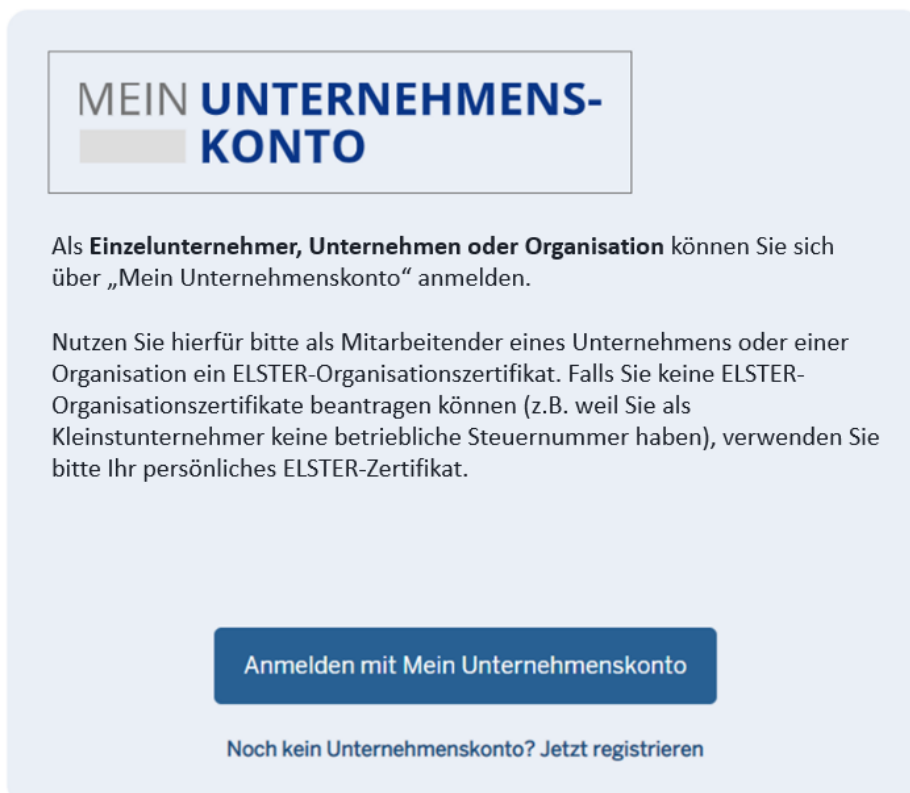 MEIN UNTERNEHMENS-
KONTO
Als Einzelunternehmer, Unternehmen oder Organisation können Sie sich
über „Mein Unternehmenskonto“ anmelden.
Nutzen Sie hierfür bitte als Mitarbeitender eines Unternehmens oder einer
Organisation ein ELSTER-Organisationszertifikat. Falls Sie keine ELSTER-
Organisationszertifikate beantragen können (z.B. weil Sie als
Kleinstunternehmer keine betriebliche Steuernummer haben), verwenden Sie
bitte Ihr persönliches ELSTER-Zertifikat.
Anmelden mit Mein Unternehmenskonto
Noch kein Unternehmenskonto? Jetzt registrieren